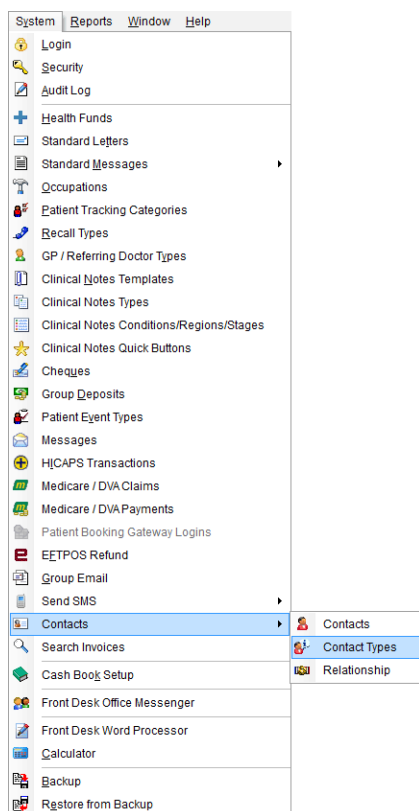 System Reports Window Help
Login
Security
Audit Log
Health Funds
Standard Letters
Standard Messages
Occupations
Patient Tracking Categories
Recall Types
GP / Referring Doctor Types
Clinical Notes Templates
Clinical Notes Types
Clinical Notes Conditions/Regions/Stages
Clinical Notes Quick Buttons
Cheques
Group Deposits
Patient Event Types
Messages
HICAPS Transactions
Medicare / DVA Claims
Medicare / DVA Payments
Patient Booking Gateway Logins
EFTPOS Refund
Group Email
Send SMS
Contacts
Contacts
Search Invoices
Contact Types
Cash Book Setup
Relationship
Front Desk Office Messenger
Front Desk Word Processor
Calculator
Backup
Restore from Backup